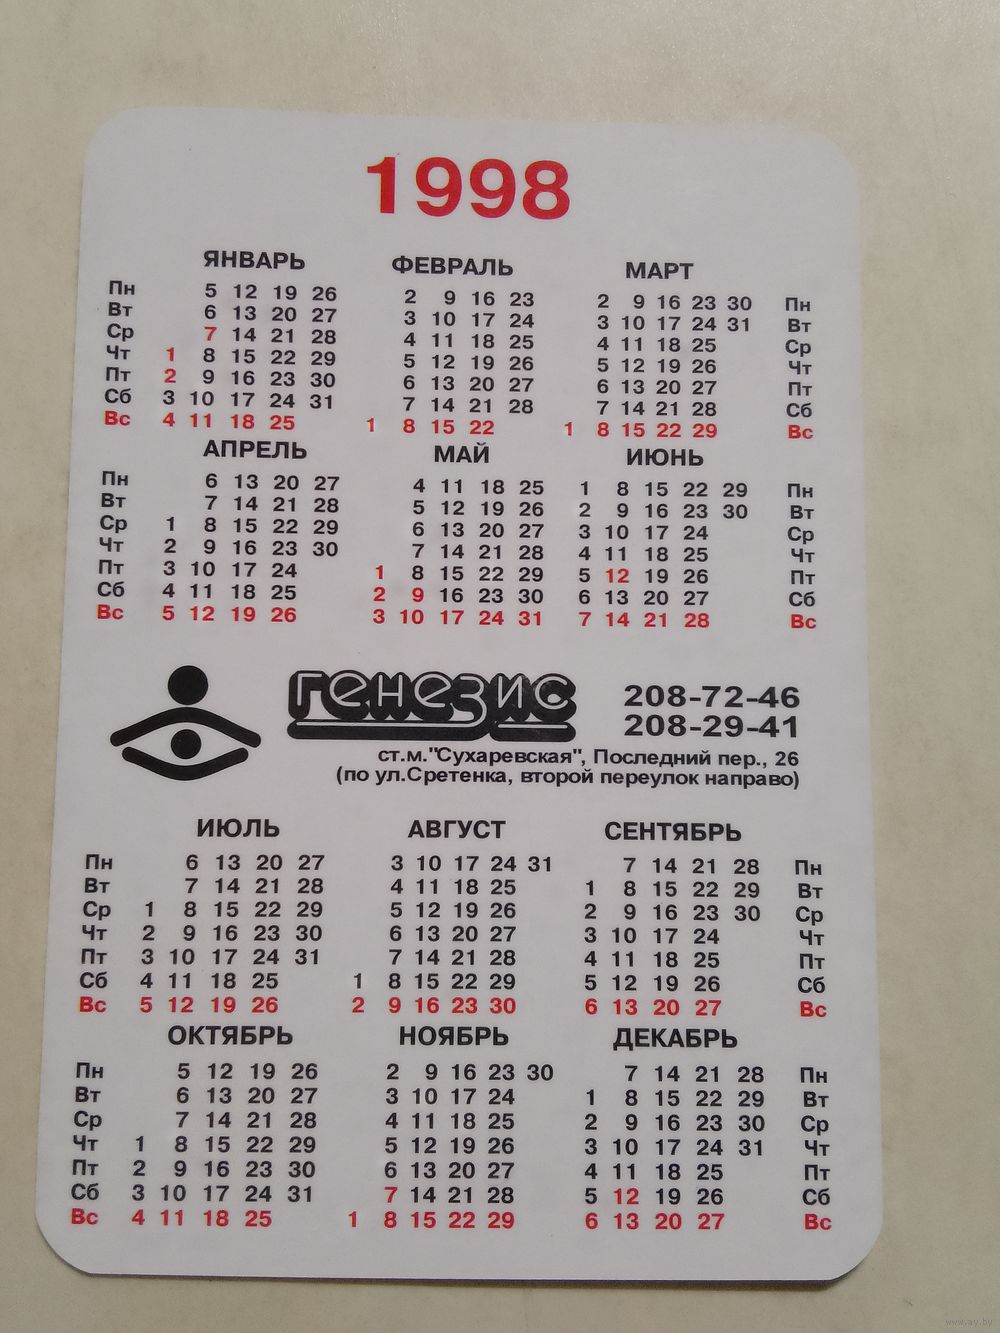 1998
ЯНВАРЬ ФЕВРАЛЬ МАРТ
Пн 5 12 19 26 2 9 16 23 2 9 16 23 30 Пн
Вт 6 13 20 27 3 10 17 24 3 10 17 24 31 Вт
Ср 7 14 21 28 4 11 18 25 4 11 18 25 Ср
Чт 1 8 15 22 29 5 12 19 26 5 12 19 26 Чт
Пт 2 9 16 23 30 6 13 20 27 6 13 20 27 Пт
Сб 3 10 17 24 31 7 14 21 28 7 14 21 28 Сб
Вс 4 11 18 25 1 8 15 22 1 8 15 22 29 Вс
АПРЕЛЬ МАЙ ИЮНЬ
Пн 6 13 20 27 4 11 18 25 1 8 15 22 29 Пн
Вт 7 14 21 28 5 12 19 26 2 9 16 23 30 Вт
Ср 1 8 15 22 29 6 13 20 27 3 10 17 24 Ср
Чт 2 9 16 23 30 7 14 21 28 4 11 18 25 Чт
Пт 3 10 17 24 1 8 15 22 29 5 12 19 26 Пт
Сб 4 11 18 25 2 9 16 23 30 6 13 20 27 Сб
Вс 5 12 19 26 3 10 17 24 31 7 14 21 28 Вс
генезис 208-72-46
208-29-41
ст.м."Сухаревская", Последний пер., 26
(по ул.Сретенка, второй переулок направо)
ИЮЛЬ АВГУСТ СЕНТЯБРЬ
Пн 6 13 20 27 3 10 17 24 31 7 14 21 28 Пн
Вт 7 14 21 28 4 11 18 25 1 8 15 22 29 Вт
Ср 1 8 15 22 29 5 12 19 26 2 9 16 23 30 Ср
Чт 2 9 16 23 30 6 13 20 27 3 10 17 24 Чт
Пт 3 10 17 24 31 7 14 21 28 4 11 18 25 Пт
Сб 4 11 18 25 1 8 15 22 29 5 12 19 26 Сб
Вс 5 12 19 26 2 9 16 23 30 6 13 20 27 Вс
ОКТЯБРЬ НОЯБРЬ ДЕКАБРЬ
Пн 5 12 19 26 2 9 16 23 30 7 14 21 28 Пн
Вт 6 13 20 27 3 10 17 24 1 8 15 22 29 Вт
Ср 7 14 21 28 4 11 18 25 2 9 16 23 30 Ср
Чт 1 8 15 22 29 5 12 19 26 3 10 17 24 31 Чт
Пт 2 9 16 23 30 6 13 20 27 4 11 18 25 Пт
Сб 3 10 17 24 31 7 14 21 28 5 12 19 26 Сб
Вс 4 11 18 25 1 8 15 22 29 6 13 20 27 Вс
www.ay.by